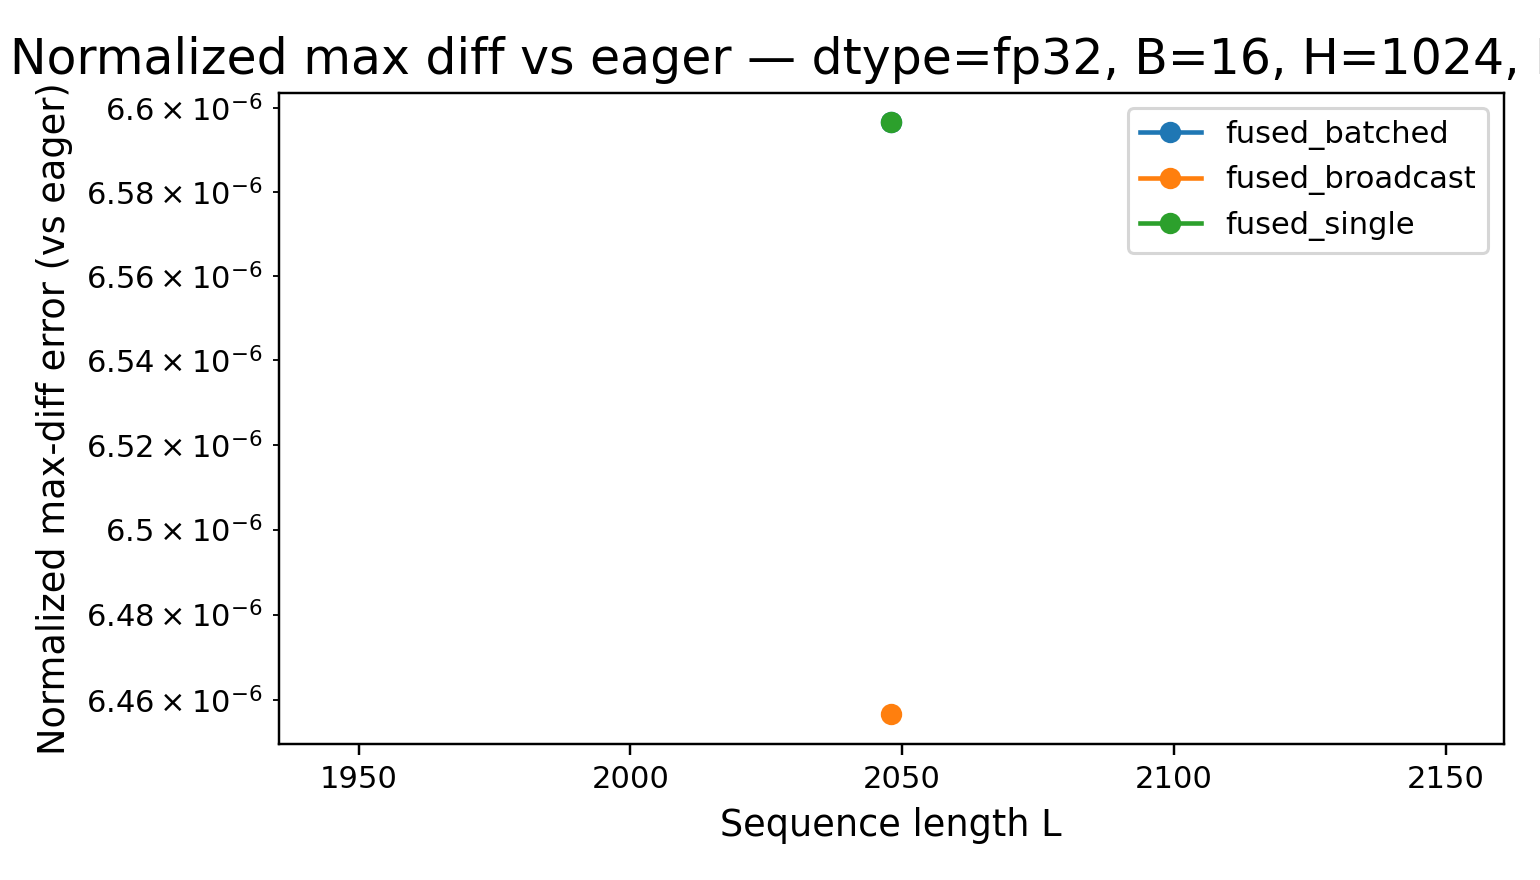 Normalized max diff vs eager — dtype=fp32, B=16, H=1024,
Normalized max-diff error (vs eager)
6.6 × 10⁻⁶
6.58 × 10⁻⁶
6.56 × 10⁻⁶
6.54 × 10⁻⁶
6.52 × 10⁻⁶
6.5 × 10⁻⁶
6.48 × 10⁻⁶
6.46 × 10⁻⁶
fused_batched
fused_broadcast
fused_single
1950 2000 2050 2100 2150
Sequence length L